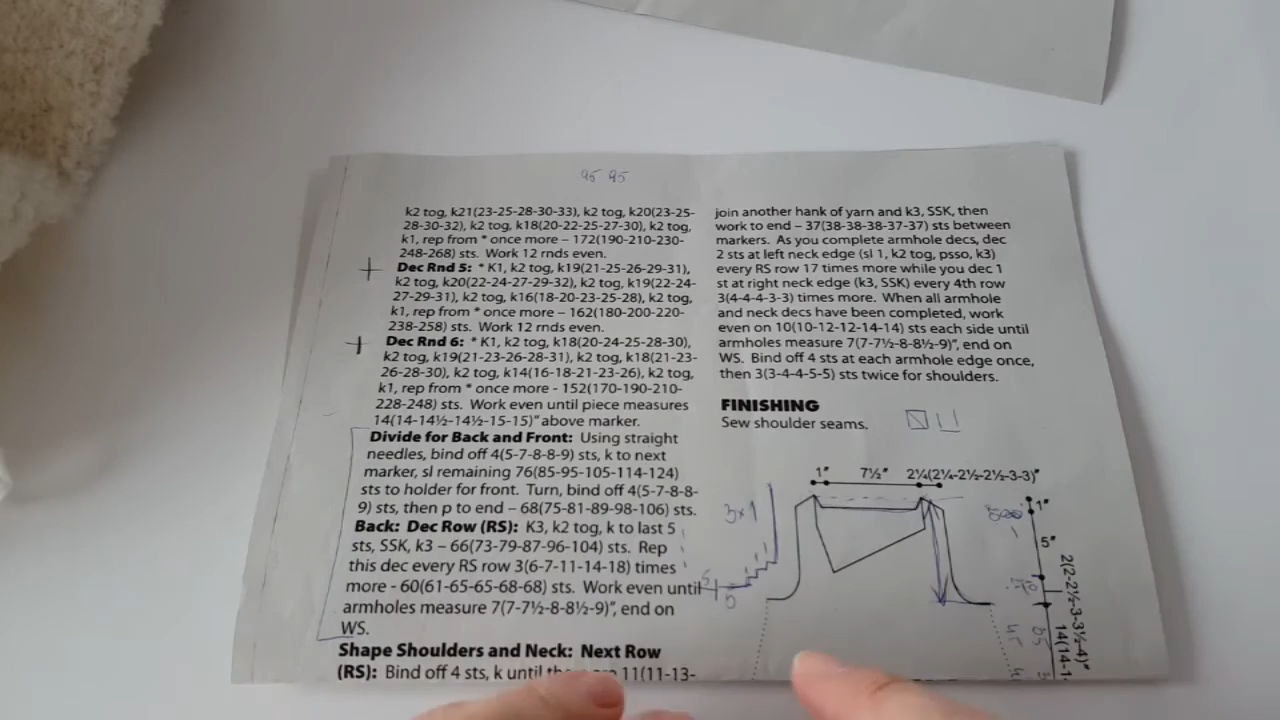 95 95
k2 tog, k21(23-25-28-30-33), k2 tog, k20(23-25-
28-30-32), k2 tog, k18(20-22-25-27-30), k2 tog,
k1, rep from * once more – 172(190-210-230-
248-268) sts. Work 12 rnds even.
Dec Rnd 5: * K1, k2 tog, k19(21-25-26-29-31),
k2 tog, k20(22-24-27-29-32), k2 tog, k19(22-24-
27-29-31), k2 tog, k16(18-20-23-25-28), k2 tog,
k1, rep from * once more – 162(180-200-220-
238-258) sts. Work 12 rnds even.
Dec Rnd 6: * K1, k2 tog, k18(20-24-25-28-30),
k2 tog, k19(21-23-26-28-31), k2 tog, k18(21-23-
26-28-30), k2 tog, k14(16-18-21-23-26), k2 tog,
k1, rep from * once more - 152(170-190-210-
228-248) sts. Work even until piece measures
14(14-14½-14½-15-15)" above marker.
Divide for Back and Front: Using straight
needles, bind off 4(5-7-8-8-9) sts, k to next
marker, sl remaining 76(85-95-105-114-124)
sts to holder for front. Turn, bind off 4(5-7-8-8-
9) sts, then p to end – 68(75-81-89-98-106) sts.
Back: Dec Row (RS): K3, k2 tog, k to last 5
sts, SSK, k3 – 66(73-79-87-96-104) sts. Rep
this dec every RS row 3(6-7-11-14-18) times
more - 60(61-65-65-68-68) sts. Work even until
armholes measure 7(7-7½-8-8½-9)", end on
WS.
Shape Shoulders and Neck: Next Row
(RS): Bind off 4 sts, k until 11(11-13-
join another hank of yarn and k3, SSK, then
work to end – 37(38-38-38-37-37) sts between
markers. As you complete armhole decs, dec
2 sts at left neck edge (sl 1, k2 tog, psso, k3)
every RS row 17 times more while you dec 1
st at right neck edge (k3, SSK) every 4th row
3(4-4-4-3-3) times more. When all armhole
and neck decs have been completed, work
even on 10(10-12-12-14-14) sts each side until
armholes measure 7(7-7½-8-8½-9)", end on
WS. Bind off 4 sts at each armhole edge once,
then 3(3-4-4-5-5) sts twice for shoulders.
FINISHING
Sew shoulder seams.
1" 7½" 2¼(2¼-2½-2½-3-3)"
3x1
5
5
1"
5"
2(2-2½-3-3½-4)"
14(14-1
45